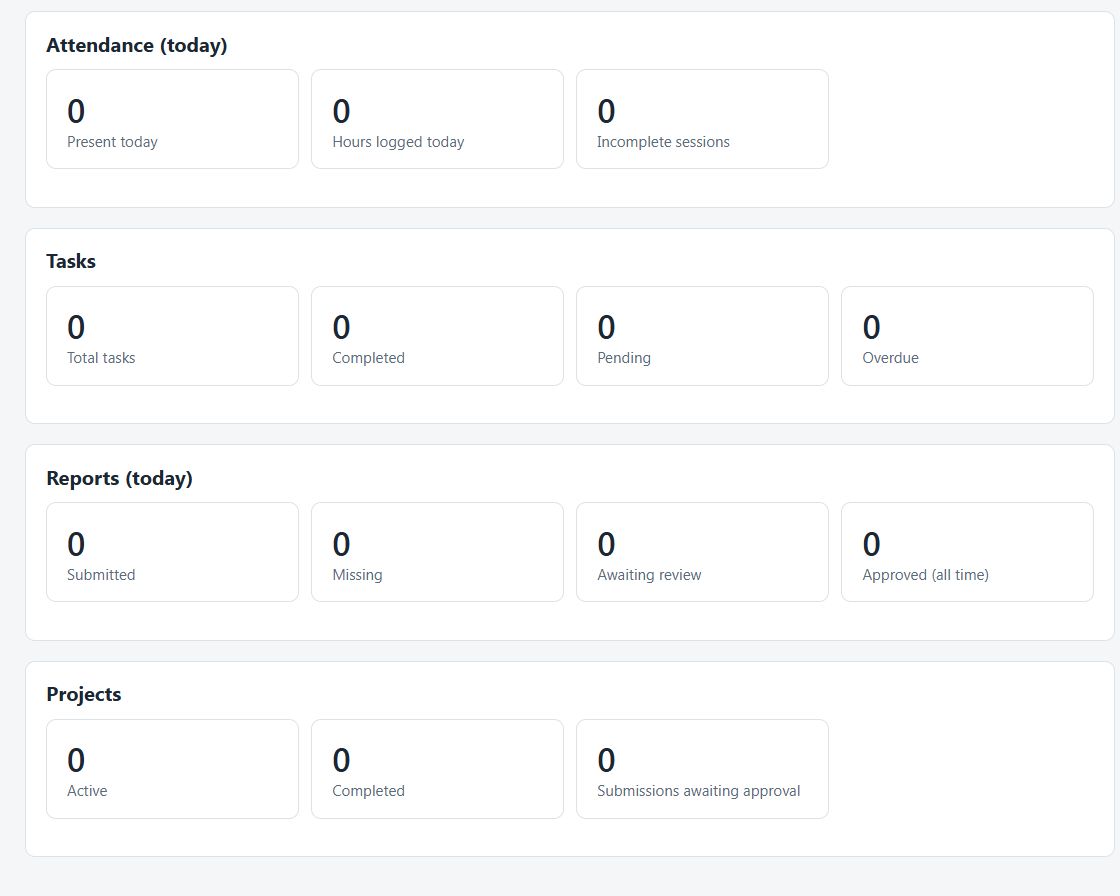 Attendance (today)
0
Present today
0
Hours logged today
0
Incomplete sessions
Tasks
0
Total tasks
0
Completed
0
Pending
0
Overdue
Reports (today)
0
Submitted
0
Missing
0
Awaiting review
0
Approved (all time)
Projects
0
Active
0
Completed
0
Submissions awaiting approval